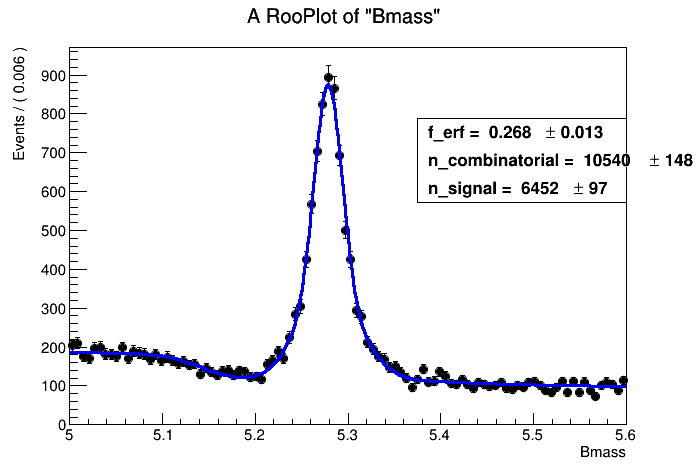 A RooPlot of "Bmass"
Events / ( 0.006 )
900
800
700
600
500
400
300
200
100
0
f_erf = 0.268 ± 0.013
n_combinatorial = 10540 ± 148
n_signal = 6452 ± 97
5 5.1 5.2 5.3 5.4 5.5 5.6
Bmass